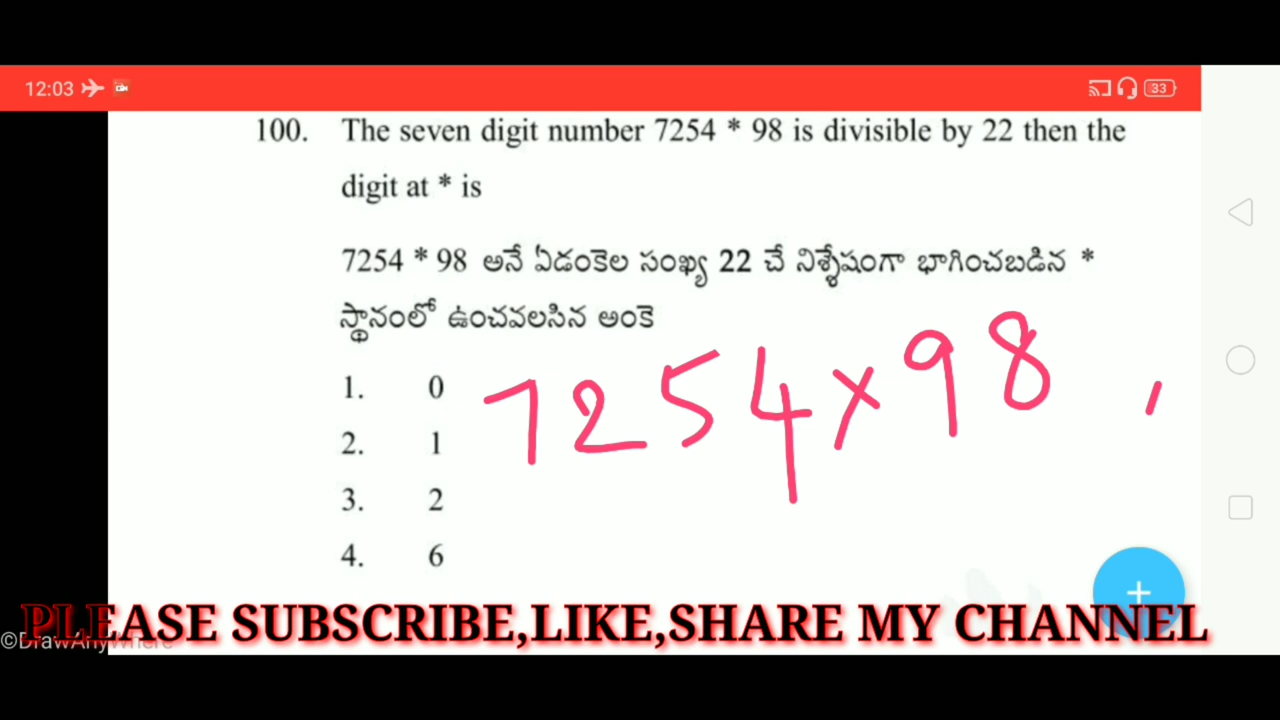 12:03 33
100. The seven digit number 7254 * 98 is divisible by 22 then the
digit at * is
7254 * 98 అనే ఏడంకెల సంఖ్య 22 చే నిశ్శేషంగా భాగించబడిన *
స్థానంలో ఉంచవలసిన అంకె
1. 0
2. 1
3. 2
4. 6
7254x98 ,
PLEASE SUBSCRIBE,LIKE,SHARE MY CHANNEL
©DrawAnyWhere